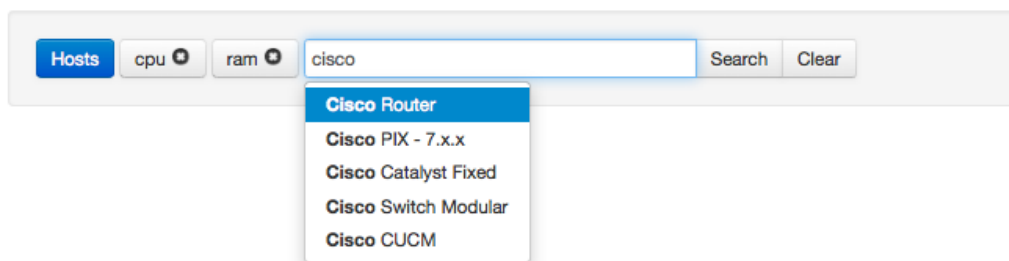 Hosts cpu ram cisco Search Clear
Cisco Router
Cisco PIX - 7.x.x
Cisco Catalyst Fixed
Cisco Switch Modular
Cisco CUCM